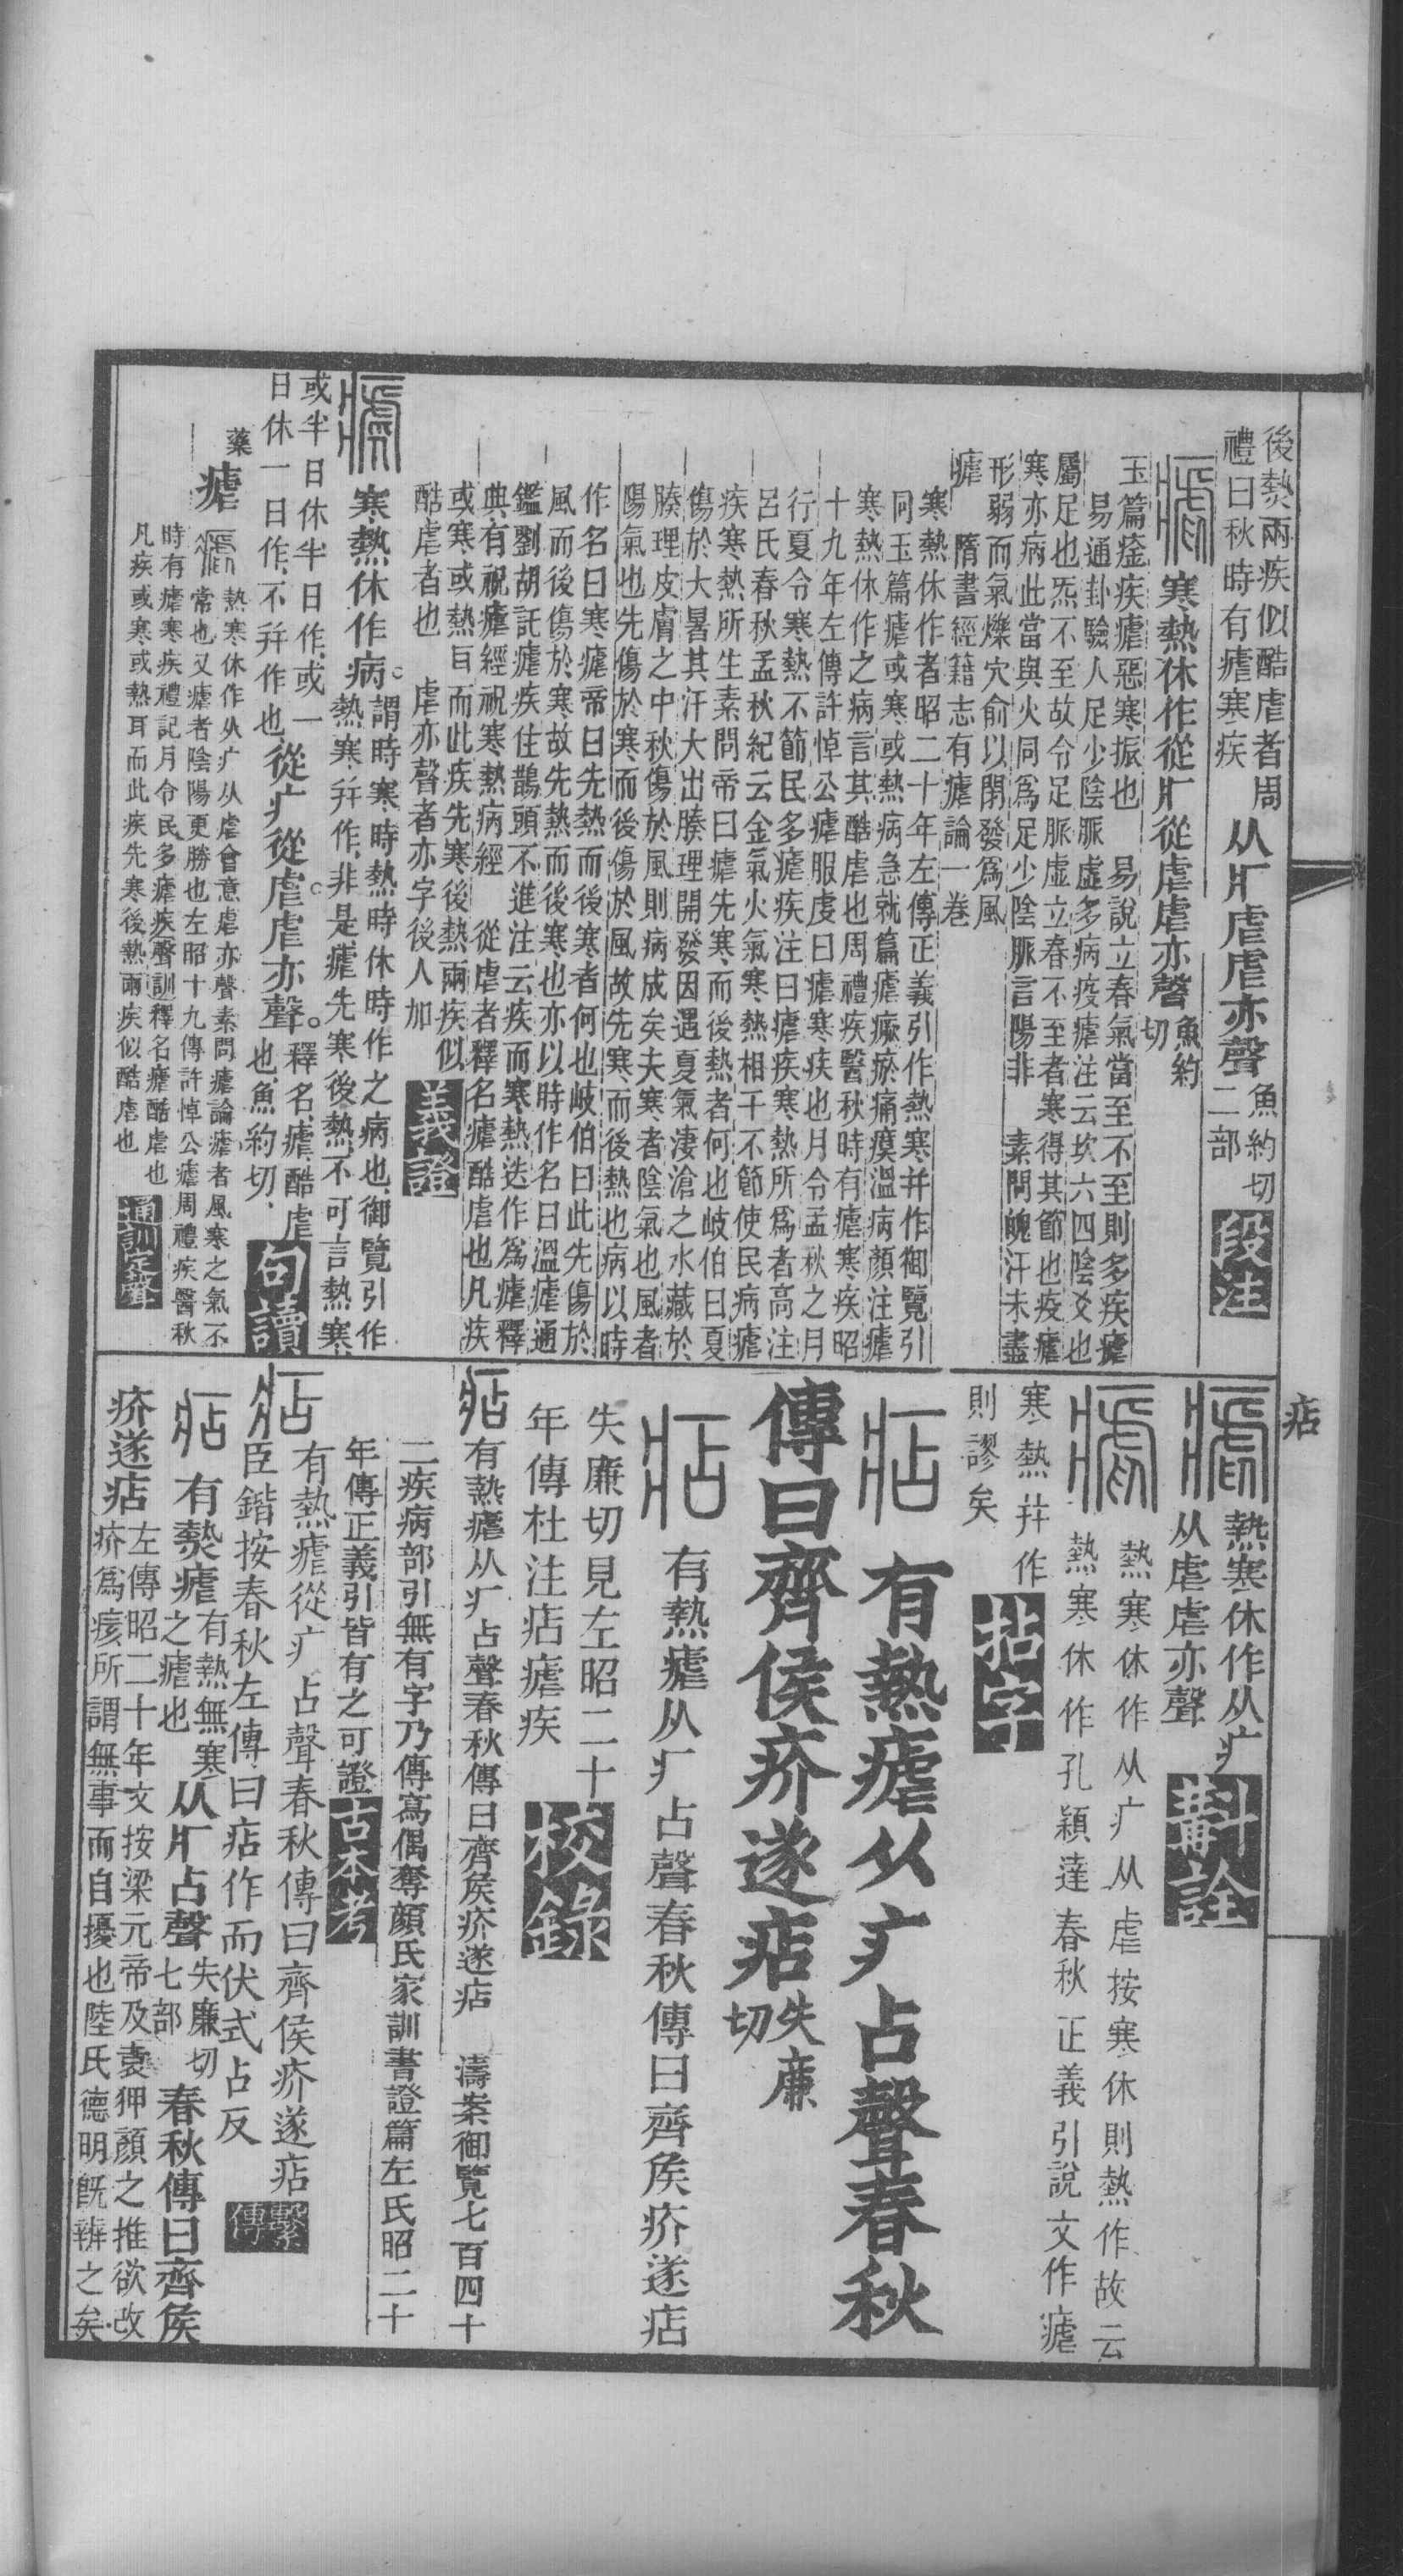 後熱兩疾似酷虐者周
禮曰秋時有瘧寒疾
从疒虐虐亦聲
魚約切
二部
段注
寒熱休作從疒從虐虐亦聲
魚約
切
玉篇瘧疾瘧惡寒振也　易說立春氣當至不至則多疾瘧
易通卦驗人足少陰脈虛多病疫瘧注云坎六四陰爻也
屬足也炁不至故令足脈虛立春不至者寒得其節也疫瘧
寒亦病此當與火同為足少陰脈言陽非　素問魄汗未盡
形弱而氣爍穴俞以閉發為風
瘧　隋書經籍志有瘧論一卷
寒熱休作者昭二十年左傳正義引作熱寒并作御覽引
同玉篇瘧或寒或熱病急就篇瘧瘚瘀痛瘼溫病顏注瘧
寒熱休作之病言其酷虐也周禮疾醫秋時有瘧寒疾昭
十九年左傳許悼公瘧服虔曰瘧寒疾也月令孟秋之月
行夏令寒熱不節民多瘧疾注曰瘧疾寒熱所為者高注
呂氏春秋孟秋紀云金氣火氣寒熱相干不節使民病瘧
疾寒熱所生素問帝曰瘧先寒而後熱者何也岐伯曰夏
傷於大暑其汗大出腠理開發因遇夏氣淒滄之水藏於
腠理皮膚之中秋傷於風則病成矣夫寒者陰氣也風者
陽氣也先傷於寒而後傷於風故先寒而後熱也病以時
作名曰寒瘧帝曰先熱而後寒者何也岐伯曰此先傷於
風而後傷於寒故先熱而後寒也亦以時作名曰溫瘧通
鑑劉胡託瘧疾住鵲頭不進注云疾而寒熱迭作為瘧釋
典有祝瘧經祝寒熱病經　從虐者釋名瘧酷虐也凡疾
或寒或熱㠯而此疾先寒後熱兩疾似
酷虐者也　虐亦聲者亦字後人加
義證
寒熱休作病
謂時寒時熱時休時作之病也御覽引作
熱寒并作非是瘧先寒後熱不可言熱寒
或半日休半日作或一
日休一日作不并作也
從疒從虐虐亦聲
釋名瘧酷虐
也魚約切
句讀
藥
瘧
熱寒休作从疒从虐會意虐亦聲素問瘧論瘧者風寒之氣不
常也又瘧者陰陽更勝也左昭十九傳許悼公瘧周禮疾醫秋
時有瘧寒疾禮記月令民多瘧疾聲訓釋名瘧酷虐也
凡疾或寒或熱耳而此疾先寒後熱兩疾似酷虐也
通訓定聲
熱寒休作从疒
从虐虐亦聲
斠詮
熱寒休作从疒从虐按寒休則熱作故云
熱寒休作孔穎達春秋正義引說文作瘧
寒熱幷作
則謬矣
痁
有熱瘧从疒占聲春秋
傳曰齊侯疥遂痁
失廉
切
有熱瘧从疒占聲春秋傳曰齊矦疥遂痁
失廉切見左昭二十
年傳杜注痁瘧疾
校錄
有熱瘧从疒占聲春秋傳曰齊矦疥遂痁　濤案御覽七百四十
二疾病部引無有字乃傳寫偶奪顏氏家訓書證篇左氏昭二十
年傳正義引皆有之可證
古本考
有熱瘧從疒占聲春秋傳曰齊侯疥遂痁
臣鍇按春秋左傳曰痁作而伏式占反
繫傳
有熱瘧
有熱無寒
之瘧也
从疒占聲
失廉切
七部
春秋傳曰齊矦
疥遂痁
左傳昭二十年文按梁元帝及袁狎顏之推欲改
疥為痎所謂無事而自擾也陸氏德明旣辨之矣